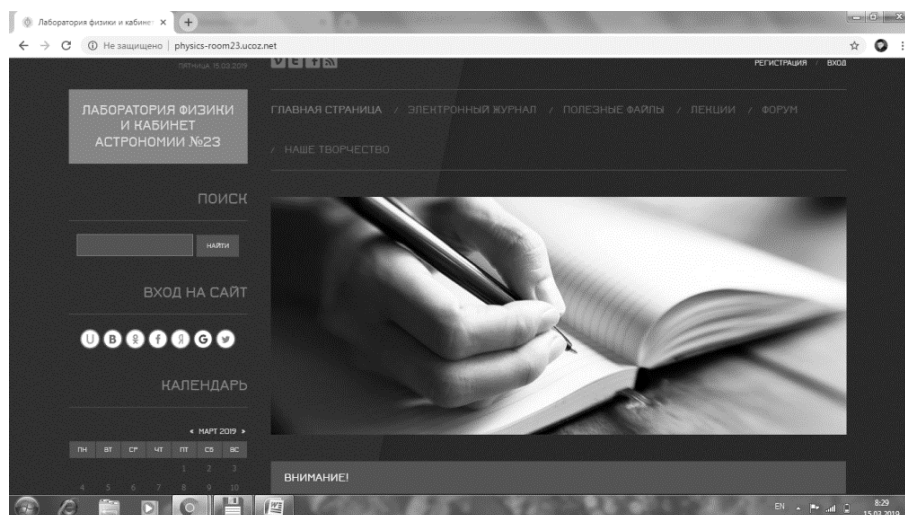 Лаборатория физики и кабине
Не защищено | physics-room23.ucoz.net
ПЯТНИЦА, 15.03.2019
РЕГИСТРАЦИЯ / ВХОД
ЛАБОРАТОРИЯ ФИЗИКИ
И КАБИНЕТ
АСТРОНОМИИ №23
ГЛАВНАЯ СТРАНИЦА / ЭЛЕКТРОННЫЙ ЖУРНАЛ / ПОЛЕЗНЫЕ ФАЙЛЫ / ЛЕКЦИИ / ФОРУМ
/ НАШЕ ТВОРЧЕСТВО
ПОИСК
НАЙТИ
ВХОД НА САЙТ
КАЛЕНДАРЬ
« МАРТ 2019 »
ПН ВТ СР ЧТ ПТ СБ ВС
1 2 3
4 5 6 7 8 9 10
ВНИМАНИЕ!
EN
8:29
15.03.2019